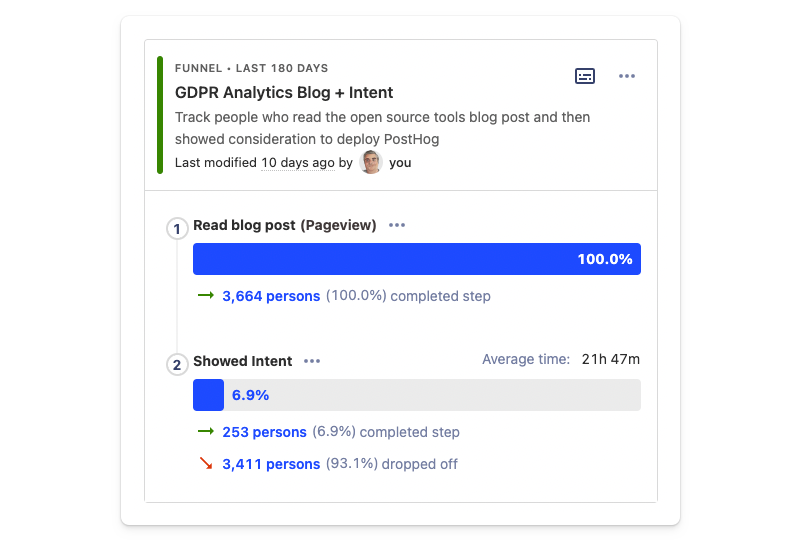 FUNNEL • LAST 180 DAYS
GDPR Analytics Blog + Intent
Track people who read the open source tools blog post and then
showed consideration to deploy PostHog
Last modified 10 days ago by you
1 Read blog post (Pageview)
100.0%
3,664 persons (100.0%) completed step
2 Showed Intent Average time: 21h 47m
6.9%
253 persons (6.9%) completed step
3,411 persons (93.1%) dropped off